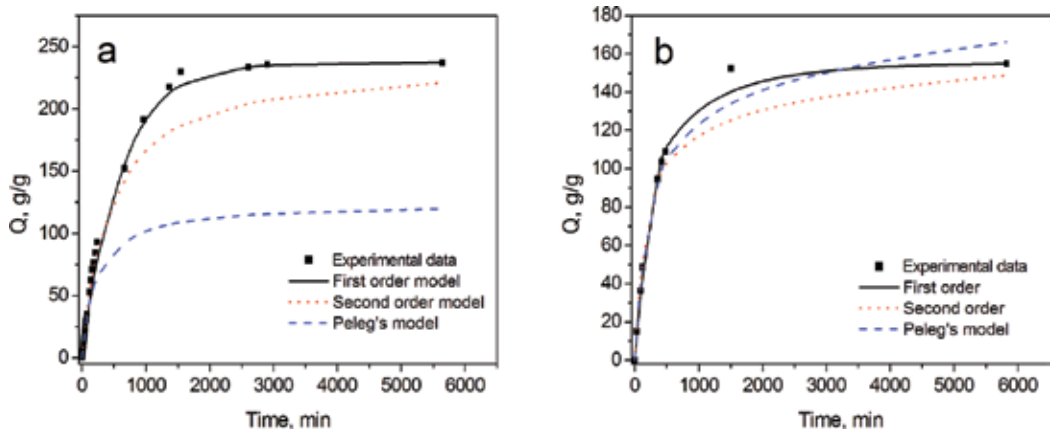 a
Q, g/g
250
200
150
100
50
0
Experimental data
First order model
Second order model
Peleg's model
0 1000 2000 3000 4000 5000 6000
Time, min
b
Q, g/g
180
160
140
120
100
80
60
40
20
0
Experimental data
First order
Second order
Peleg's model
0 1000 2000 3000 4000 5000 6000
Time, min